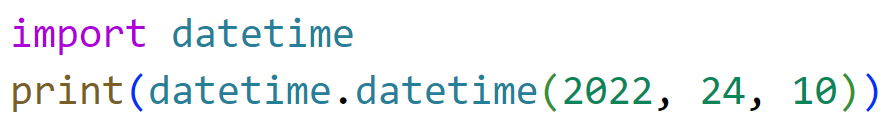 import datetime
print(datetime.datetime(2022, 24, 10))